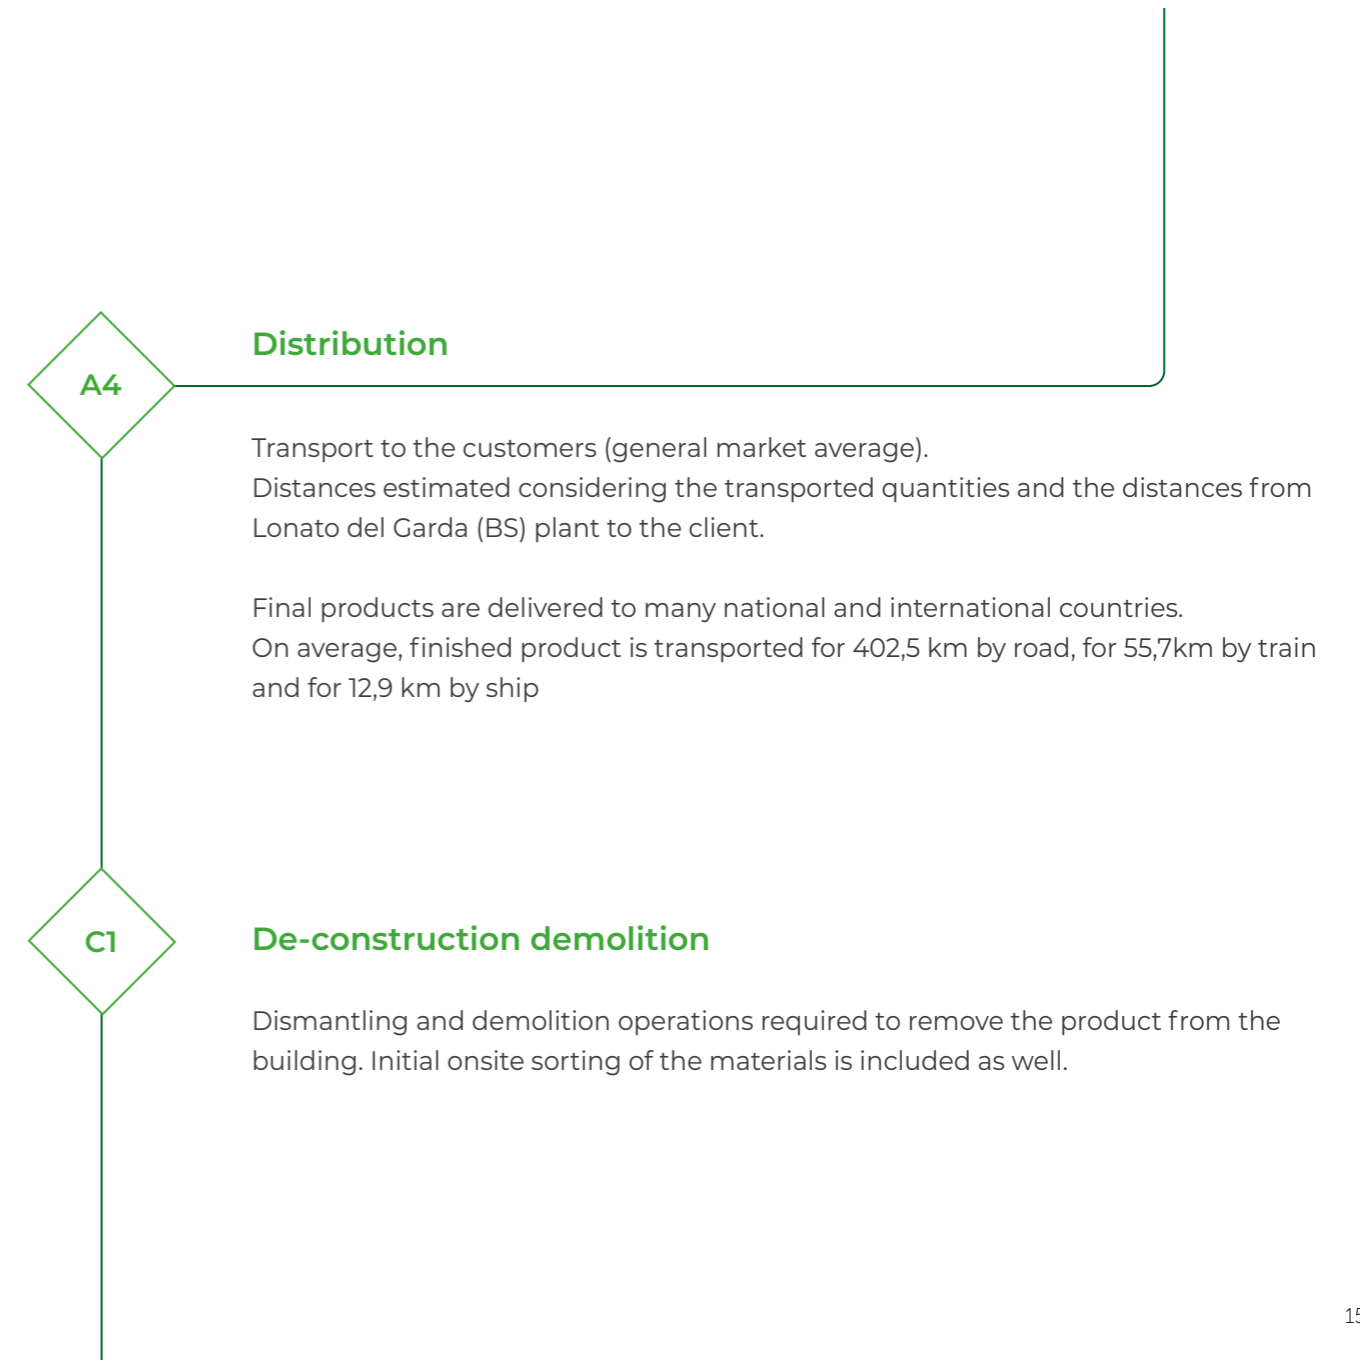 Distribution
A4
Transport to the customers (general market average).
Distances estimated considering the transported quantities and the distances from
Lonato del Garda (BS) plant to the client.
Final products are delivered to many national and international countries.
On average, finished product is transported for 402,5 km by road, for 55,7km by train
and for 12,9 km by ship
C1
De-construction demolition
Dismantling and demolition operations required to remove the product from the
building. Initial onsite sorting of the materials is included as well.
15